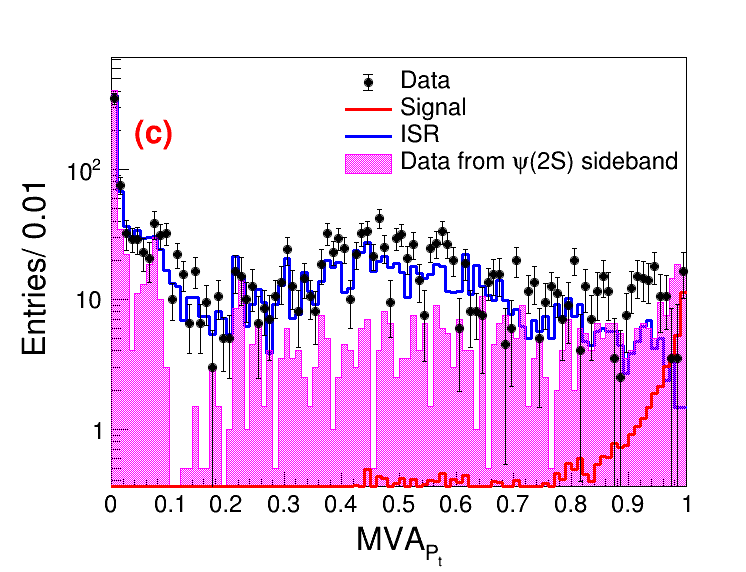 Data
(c)
Signal
ISR
Data from ψ(2S) sideband
Entries/ 0.01
10²
10
1
0 0.1 0.2 0.3 0.4 0.5 0.6 0.7 0.8 0.9 1
MVA_{P_t}